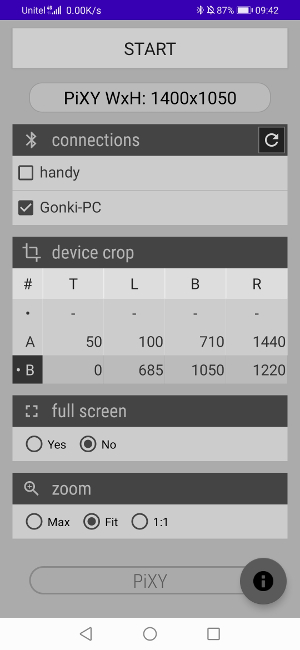 Unitel 0.00K/s 87% 09:42
START
PiXY WxH: 1400x1050
connections
handy
Gonki-PC
device crop
# T L B R
• - - - -
A 50 100 710 1440
• B 0 685 1050 1220
full screen
Yes No
zoom
Max Fit 1:1
PiXY